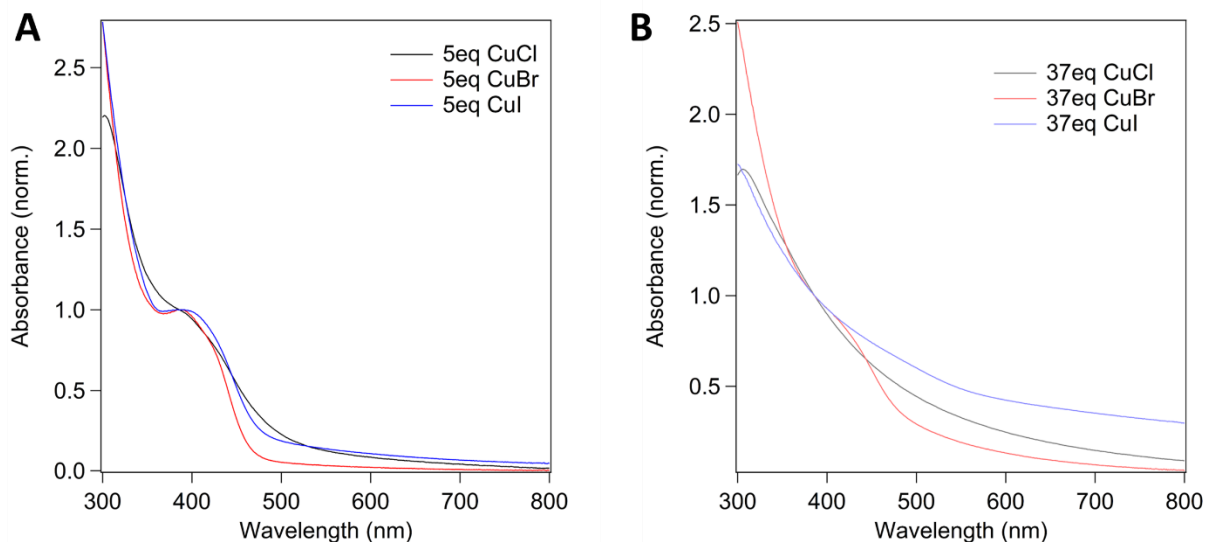 A
5eq CuCl
5eq CuBr
5eq CuI
Absorbance (norm.)
2.5
2.0
1.5
1.0
0.5
0.0
300 400 500 600 700 800
Wavelength (nm)
B
37eq CuCl
37eq CuBr
37eq CuI
Absorbance (norm.)
2.5
2.0
1.5
1.0
0.5
300 400 500 600 700 800
Wavelength (nm)